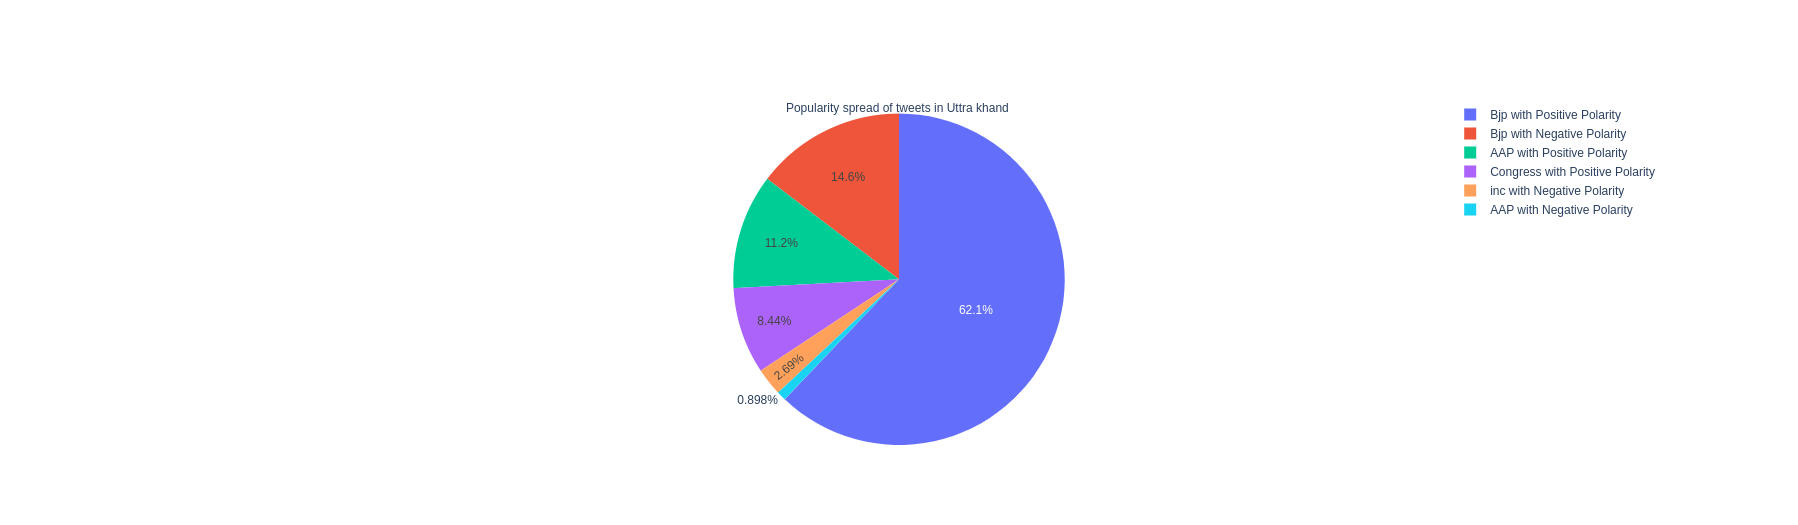 Popularity spread of tweets in Uttra khand
Bjp with Positive Polarity
Bjp with Negative Polarity
AAP with Positive Polarity
Congress with Positive Polarity
inc with Negative Polarity
AAP with Negative Polarity
14.6%
11.2%
62.1%
8.44%
2.69%
0.898%